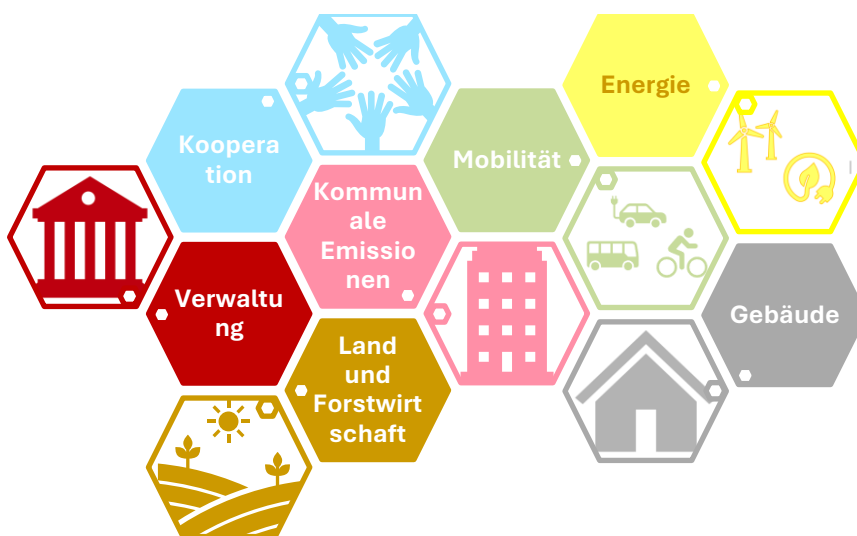 Energie
Koopera
tion
Mobilität
Kommun
ale
Emissio
nen
Verwaltu
ng
Gebäude
Land
und
Forstwirt
schaft